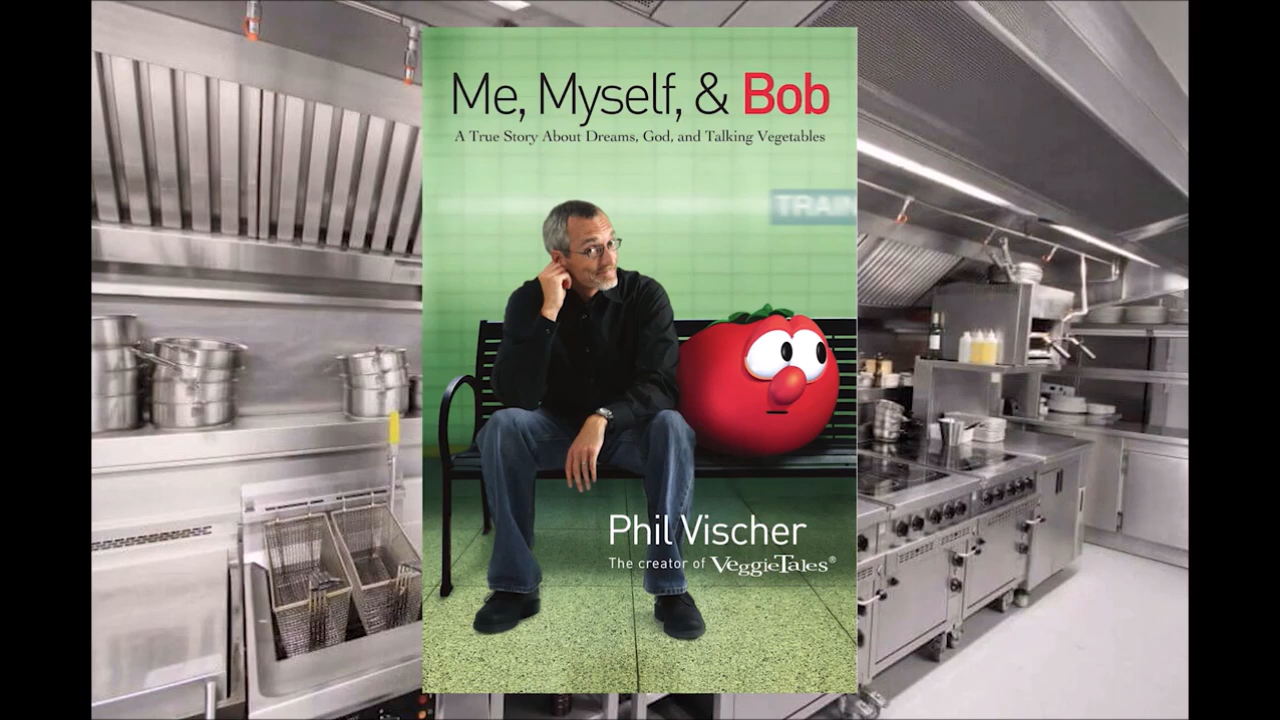 Me, Myself, & Bob
A True Story About Dreams, God, and Talking Vegetables
TRAIN
Phil Vischer
The creator of VeggieTales®